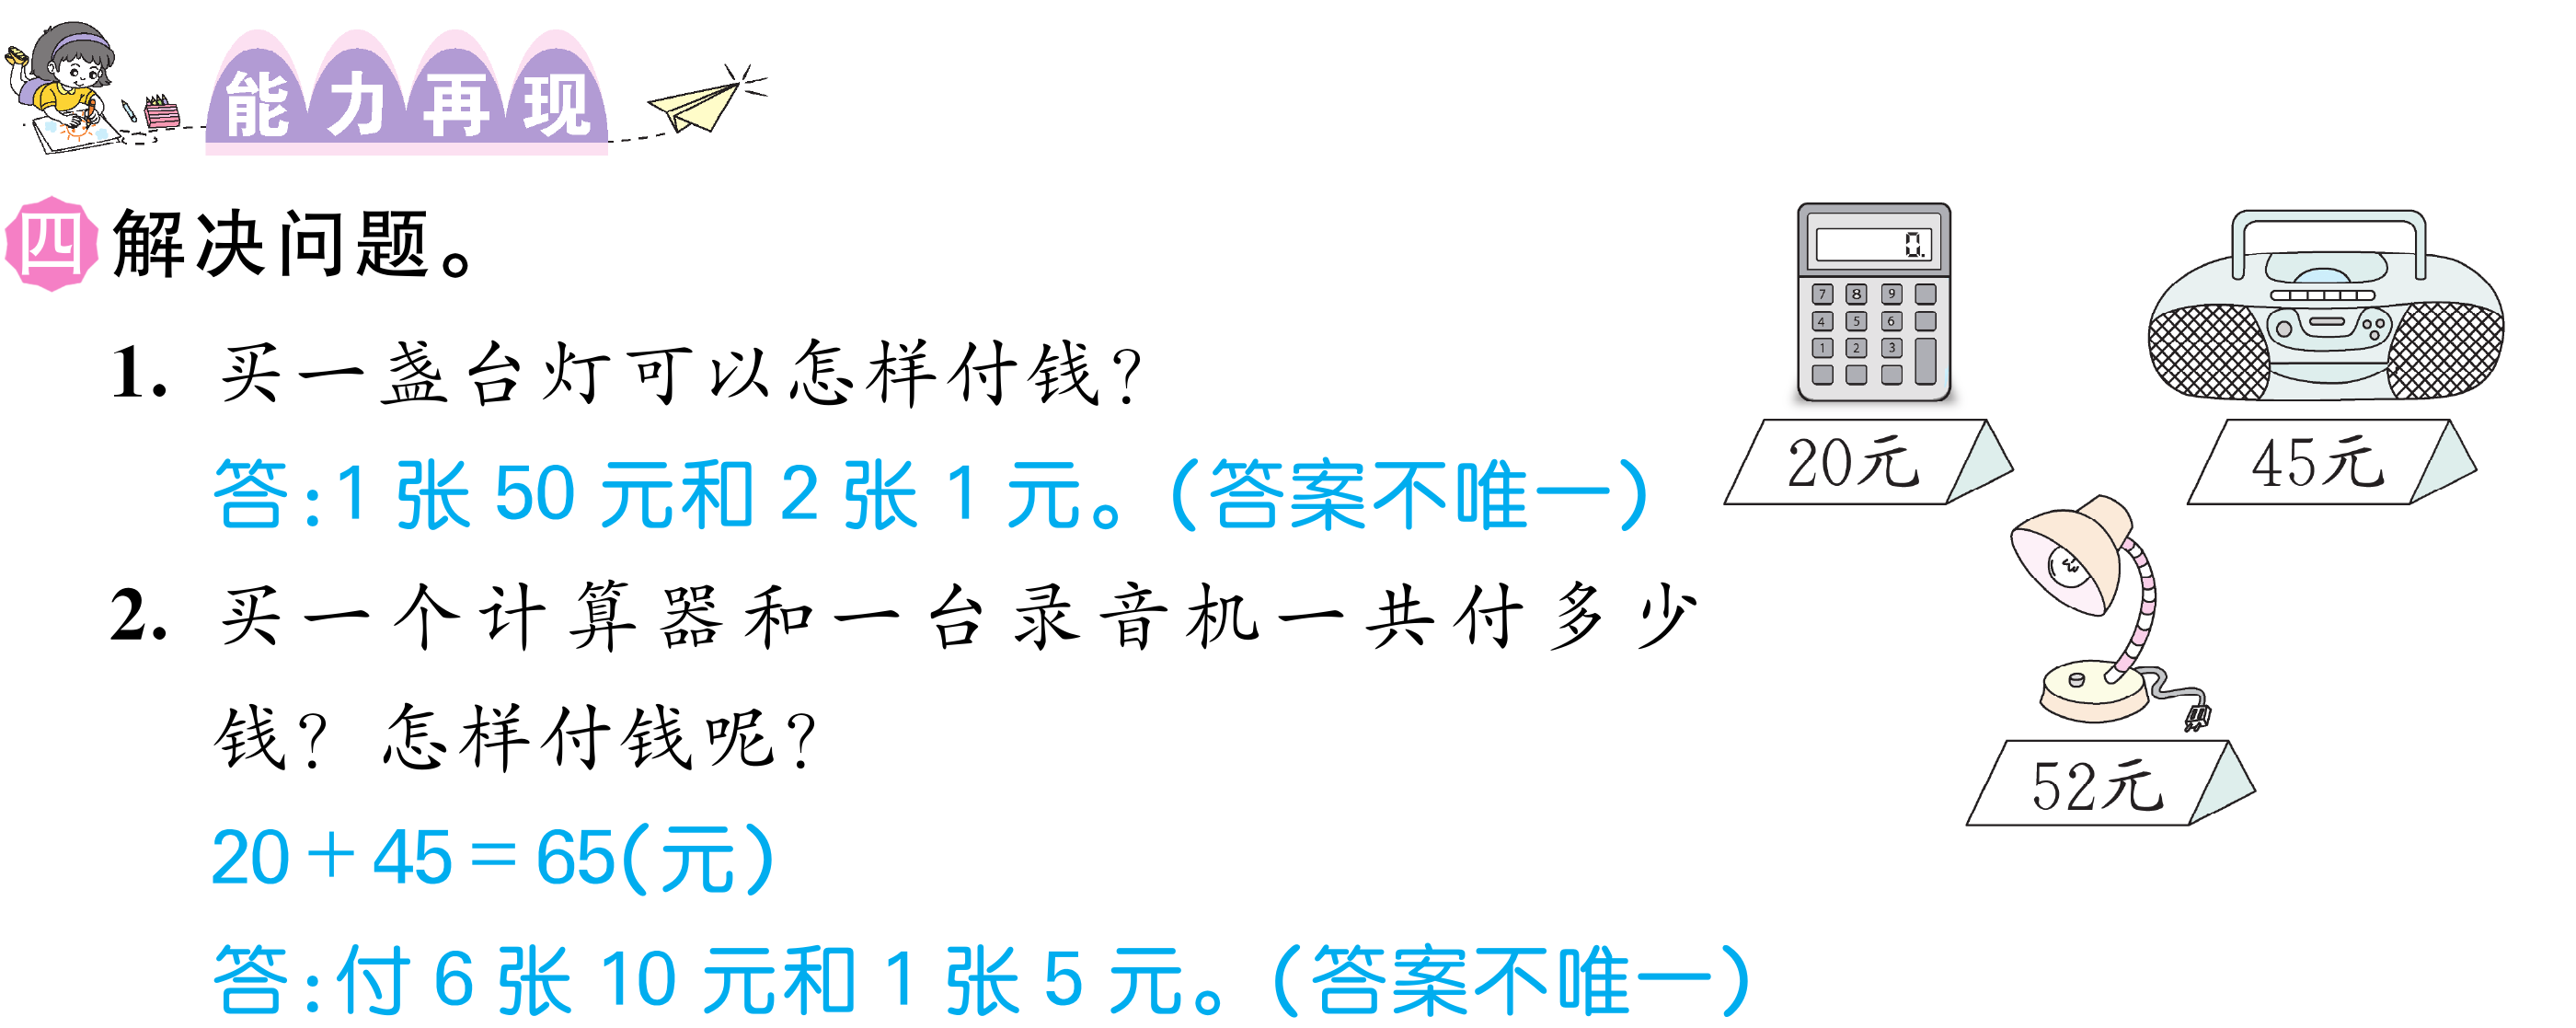 能力再现
四 解决问题。
1. 买一盏台灯可以怎样付钱?
答:1 张 50 元和 2 张 1 元。(答案不唯一)
2. 买一个计算器和一台录音机一共付多少
钱? 怎样付钱呢?
20+45=65(元)
答:付 6 张 10 元和 1 张 5 元。(答案不唯一)
0.
7 8 9
4 5 6
1 2 3
20元
45元
52元